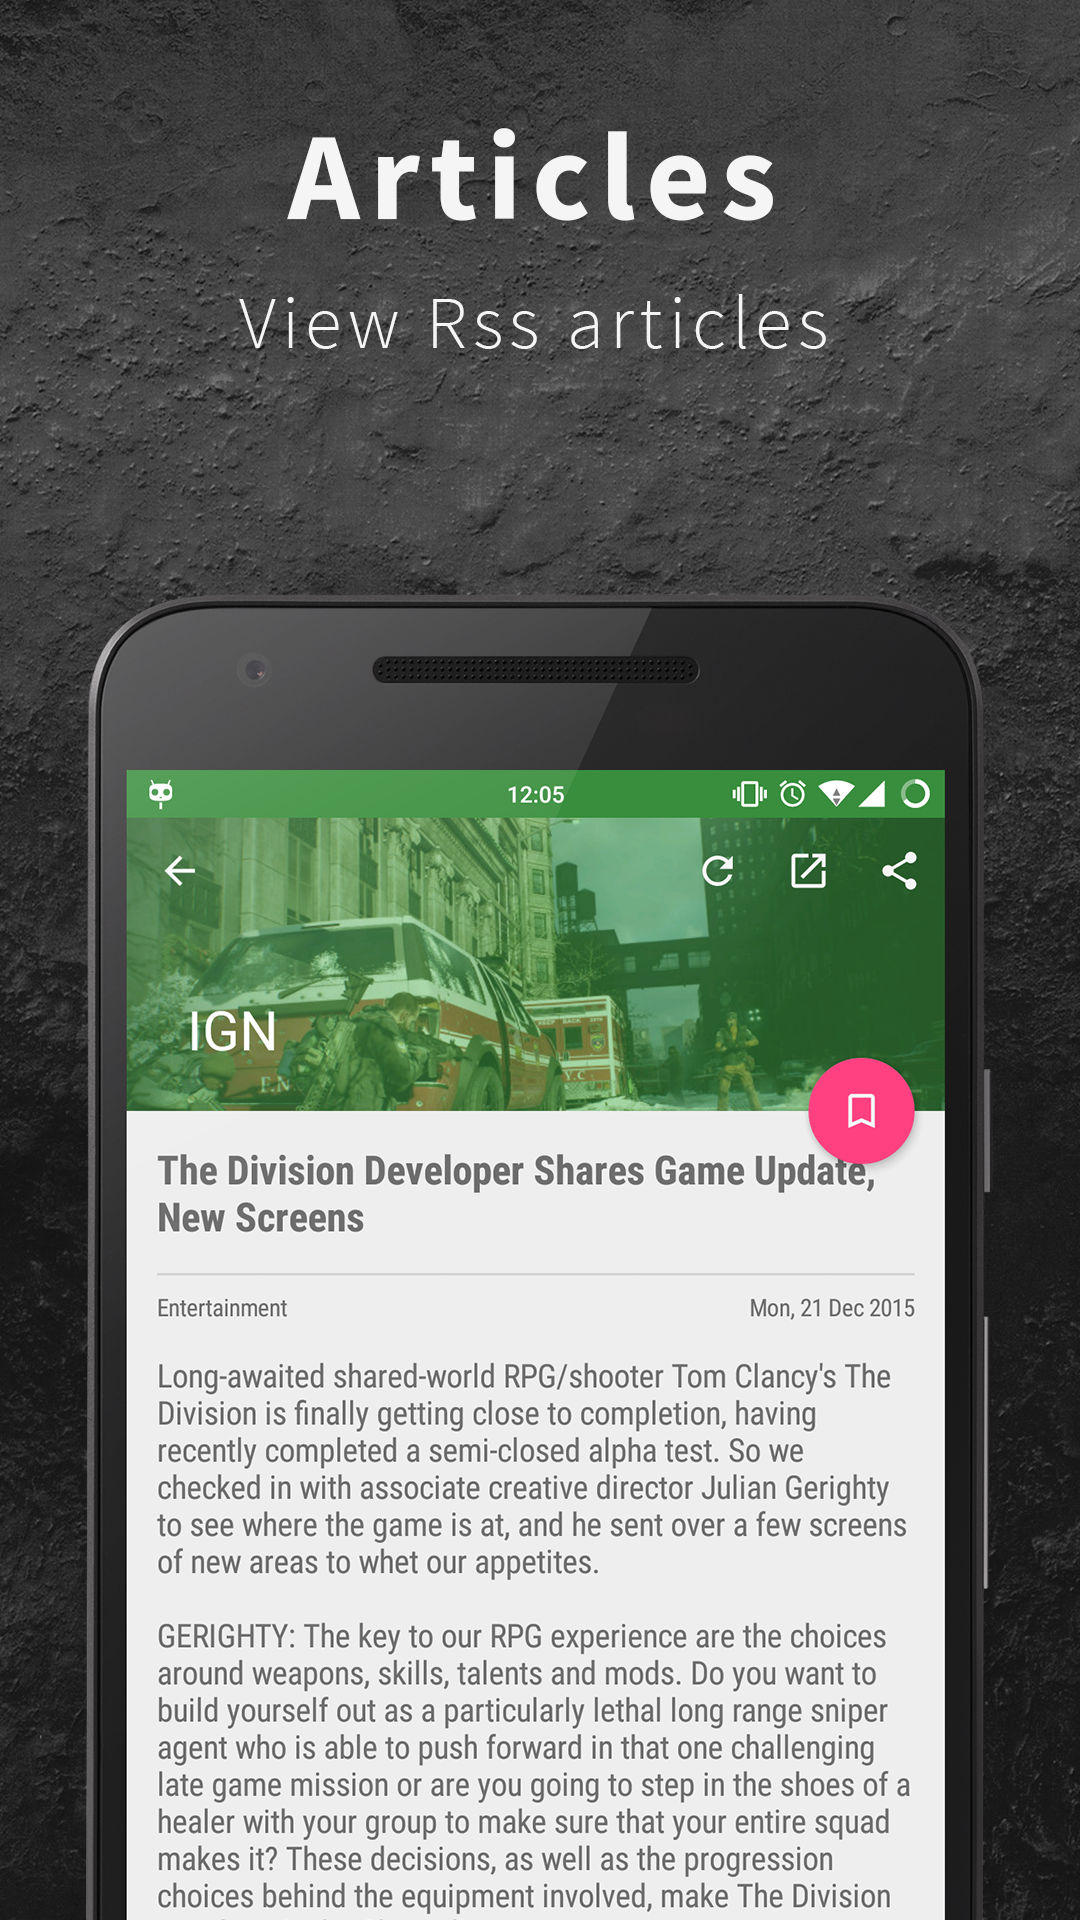 Articles
View Rss articles
12:05
IGN
KEEP BACK
The Division Developer Shares Game Update,
New Screens
Entertainment
Mon, 21 Dec 2015
Long-awaited shared-world RPG/shooter Tom Clancy's The
Division is finally getting close to completion, having
recently completed a semi-closed alpha test. So we
checked in with associate creative director Julian Gerighty
to see where the game is at, and he sent over a few screens
of new areas to whet our appetites.
GERIGHTY: The key to our RPG experience are the choices
around weapons, skills, talents and mods. Do you want to
build yourself out as a particularly lethal long range sniper
agent who is able to push forward in that one challenging
late game mission or are you going to step in the shoes of a
healer with your group to make sure that your entire squad
makes it? These decisions, as well as the progression
choices behind the equipment involved, make The Division